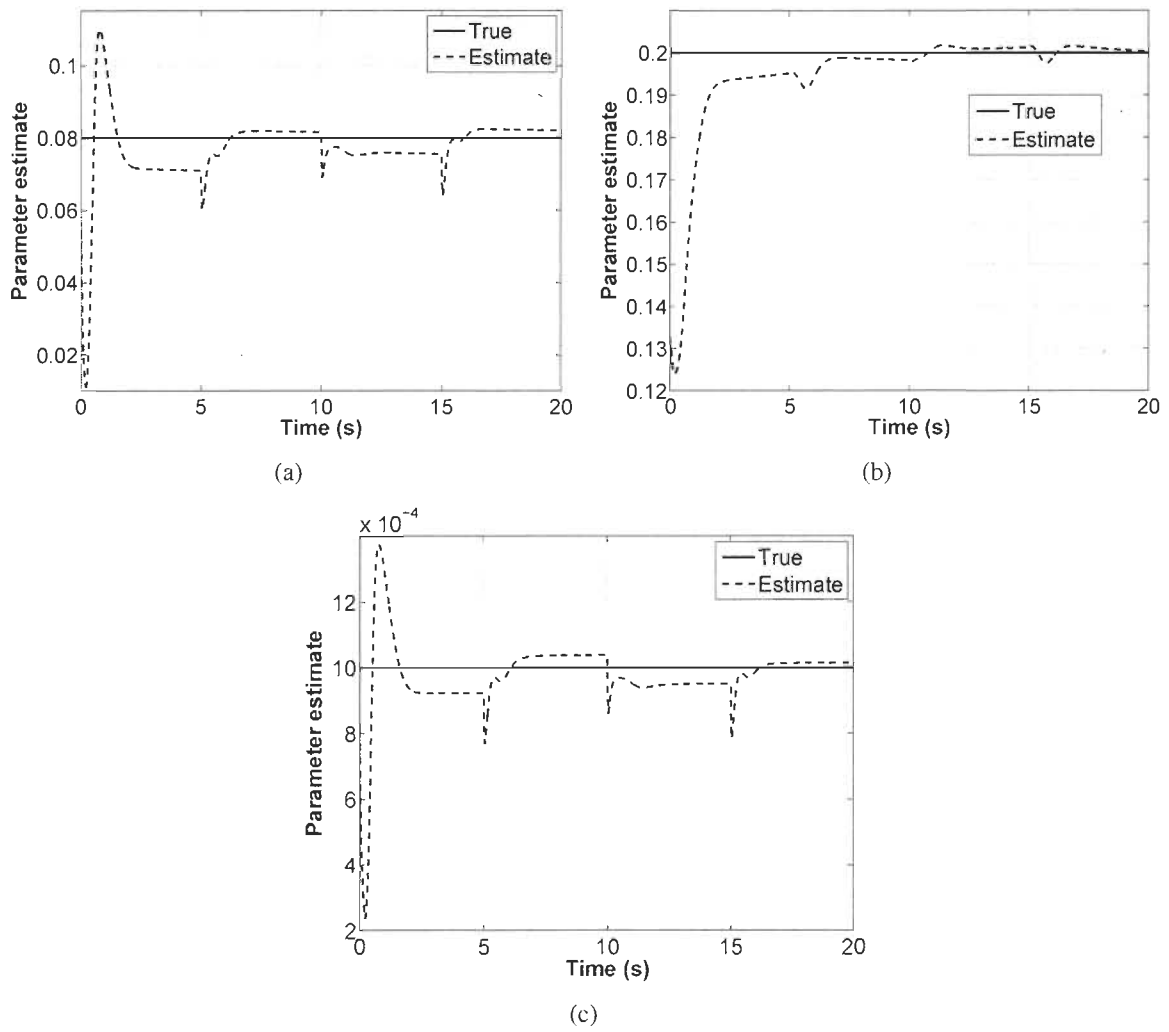 True
Estimate
0.1
0.08
0.06
0.04
0.02
0 5 10 15 20
Parameter estimate
Time (s)
(a)
0.2
0.19
0.18
0.17
0.16
0.15
0.14
0.13
0.12
0 5 10 15 20
True
Estimate
Parameter estimate
Time (s)
(b)
x 10⁻⁴
True
Estimate
12
10
8
6
4
2
0 5 10 15 20
Parameter estimate
Time (s)
(c)